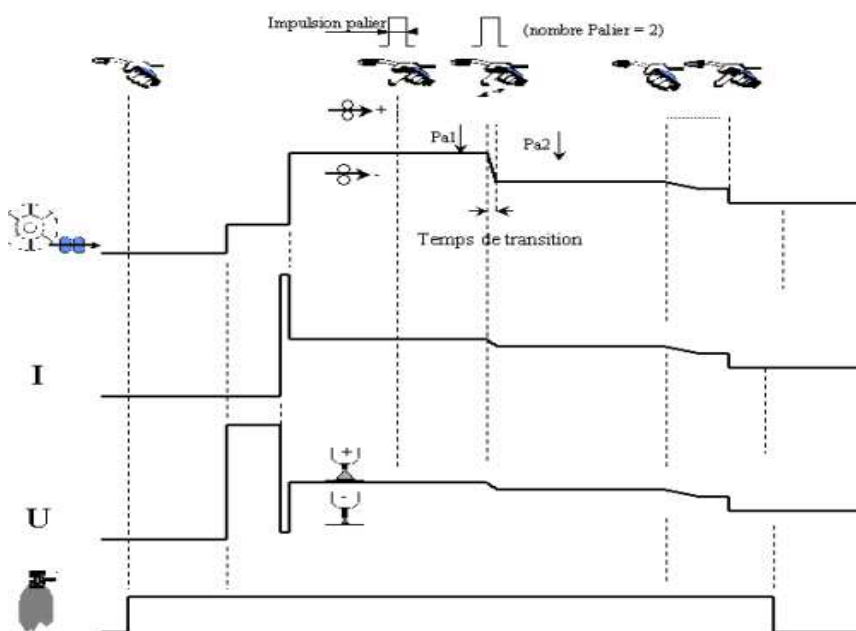 Impulsion palier
(nombre Palier = 2)
+
Pa1
Pa2
-
Temps de transition
I
+
-
U